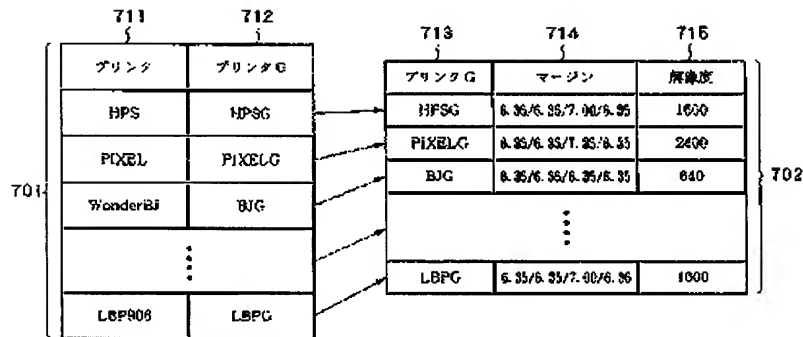 711 712
713 714 715
プリンタ プリンタG
プリンタG マージン 解像度
HPS HPSG
HPSG 6.35/6.35/7.00/6.35 1600
PIXEL PIXELG
PIXELG 6.35/6.35/7.35/6.35 2400
701
WonderBJ BJG
BJG 6.35/6.35/6.35/6.35 640
702
LBPG 6.35/6.35/7.00/6.36 1600
LBP906 LBPG